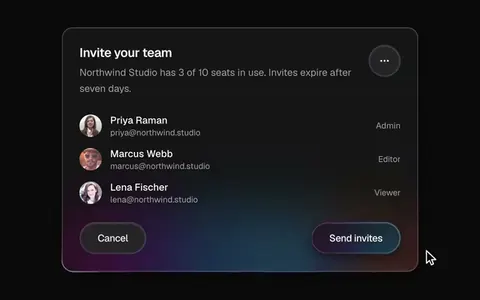 Invite your team
Northwind Studio has 3 of 10 seats in use. Invites expire after
seven days.
Priya Raman
priya@northwind.studio
Admin
Marcus Webb
marcus@northwind.studio
Editor
Lena Fischer
lena@northwind.studio
Viewer
Cancel
Send invites